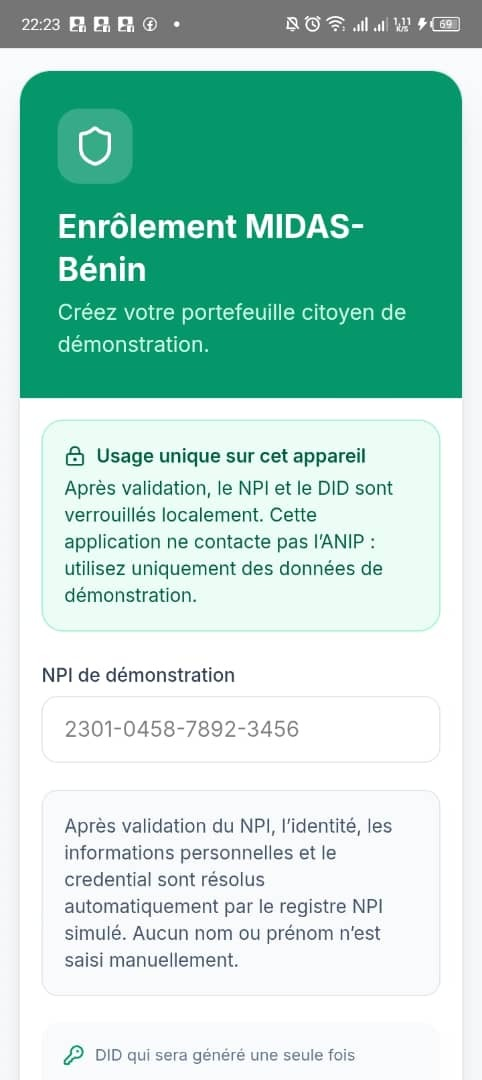 22:23
1,11
K/s
69
Enrôlement MIDAS-
Bénin
Créez votre portefeuille citoyen de
démonstration.
Usage unique sur cet appareil
Après validation, le NPI et le DID sont
verrouillés localement. Cette
application ne contacte pas l’ANIP :
utilisez uniquement des données de
démonstration.
NPI de démonstration
2301-0458-7892-3456
Après validation du NPI, l’identité, les
informations personnelles et le
credential sont résolus
automatiquement par le registre NPI
simulé. Aucun nom ou prénom n’est
saisi manuellement.
DID qui sera généré une seule fois